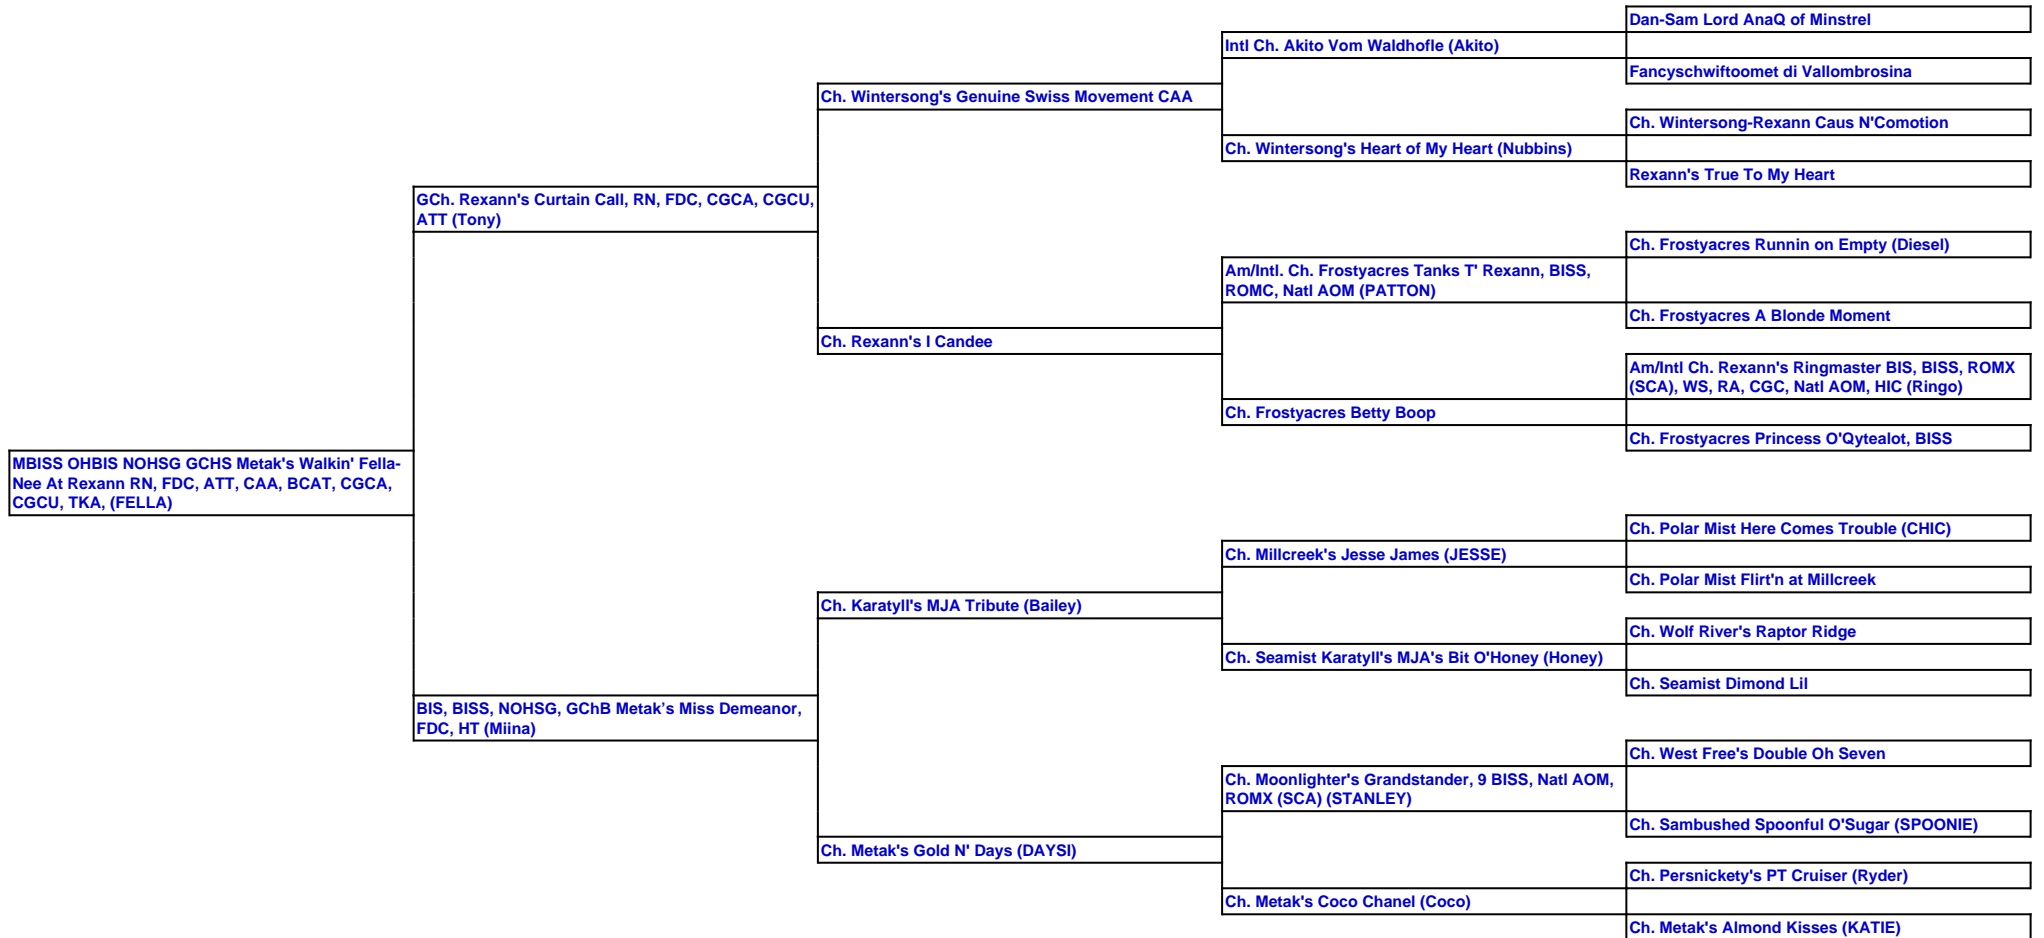 Dan-Sam Lord AnaQ of Minstrel
Intl Ch. Akito Vom Waldhofle (Akito)
Fancyschwiftoomet di Vallombrosina
Ch. Wintersong's Genuine Swiss Movement CAA
Ch. Wintersong-Rexann Caus N'Comotion
Ch. Wintersong's Heart of My Heart (Nubbins)
Rexann's True To My Heart
GCh. Rexann's Curtain Call, RN, FDC, CGCA, CGCU,
ATT (Tony)
Ch. Frostyacres Runnin on Empty (Diesel)
Am/Intl. Ch. Frostyacres Tanks T' Rexann, BISS,
ROMC, Natl AOM (PATTON)
Ch. Frostyacres A Blonde Moment
Ch. Rexann's I Candee
Am/Intl Ch. Rexann's Ringmaster BIS, BISS, ROMX
(SCA), WS, RA, CGC, Natl AOM, HIC (Ringo)
Ch. Frostyacres Betty Boop
Ch. Frostyacres Princess O'Qytealot, BISS
MBISS OHBIS NOHSG GCHS Metak's Walkin' Fella-
Nee At Rexann RN, FDC, ATT, CAA, BCAT, CGCA,
CGCU, TKA, (FELLA)
Ch. Polar Mist Here Comes Trouble (CHIC)
Ch. Millcreek's Jesse James (JESSE)
Ch. Polar Mist Flirt'n at Millcreek
Ch. Karatyll's MJA Tribute (Bailey)
Ch. Wolf River's Raptor Ridge
Ch. Seamist Karatyll's MJA's Bit O'Honey (Honey)
Ch. Seamist Dimond Lil
BIS, BISS, NOHSG, GChB Metak’s Miss Demeanor,
FDC, HT (Miina)
Ch. West Free's Double Oh Seven
Ch. Moonlighter's Grandstander, 9 BISS, Natl AOM,
ROMX (SCA) (STANLEY)
Ch. Sambushed Spoonful O'Sugar (SPOONIE)
Ch. Metak's Gold N' Days (DAYSI)
Ch. Persnickety's PT Cruiser (Ryder)
Ch. Metak's Coco Chanel (Coco)
Ch. Metak's Almond Kisses (KATIE)